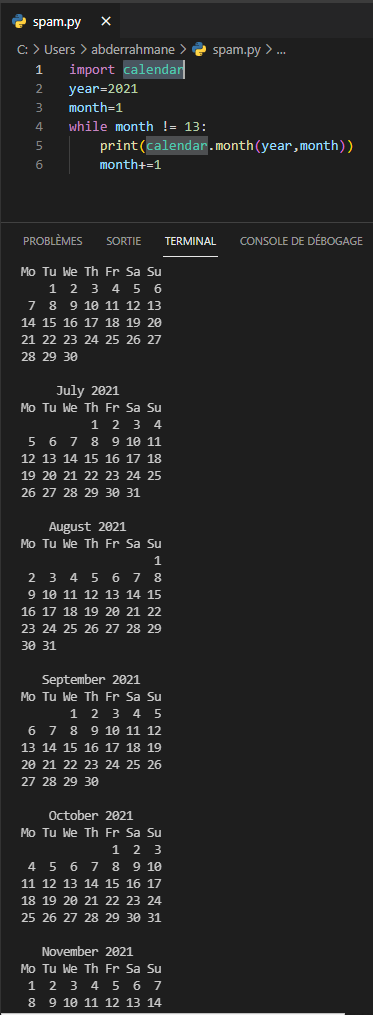 spam.py ×
C: > Users > abderrahmane > spam.py > ...
1 import calendar
2 year=2021
3 month=1
4 while month != 13:
5     print(calendar.month(year,month))
6     month+=1
PROBLÈMES SORTIE TERMINAL CONSOLE DE DÉBOGAGE
Mo Tu We Th Fr Sa Su
    1  2  3  4  5  6
 7  8  9 10 11 12 13
14 15 16 17 18 19 20
21 22 23 24 25 26 27
28 29 30
     July 2021
Mo Tu We Th Fr Sa Su
          1  2  3  4
 5  6  7  8  9 10 11
12 13 14 15 16 17 18
19 20 21 22 23 24 25
26 27 28 29 30 31
    August 2021
Mo Tu We Th Fr Sa Su
                   1
 2  3  4  5  6  7  8
 9 10 11 12 13 14 15
16 17 18 19 20 21 22
23 24 25 26 27 28 29
30 31
   September 2021
Mo Tu We Th Fr Sa Su
       1  2  3  4  5
 6  7  8  9 10 11 12
13 14 15 16 17 18 19
20 21 22 23 24 25 26
27 28 29 30
    October 2021
Mo Tu We Th Fr Sa Su
             1  2  3
 4  5  6  7  8  9 10
11 12 13 14 15 16 17
18 19 20 21 22 23 24
25 26 27 28 29 30 31
   November 2021
Mo Tu We Th Fr Sa Su
 1  2  3  4  5  6  7
 8  9 10 11 12 13 14